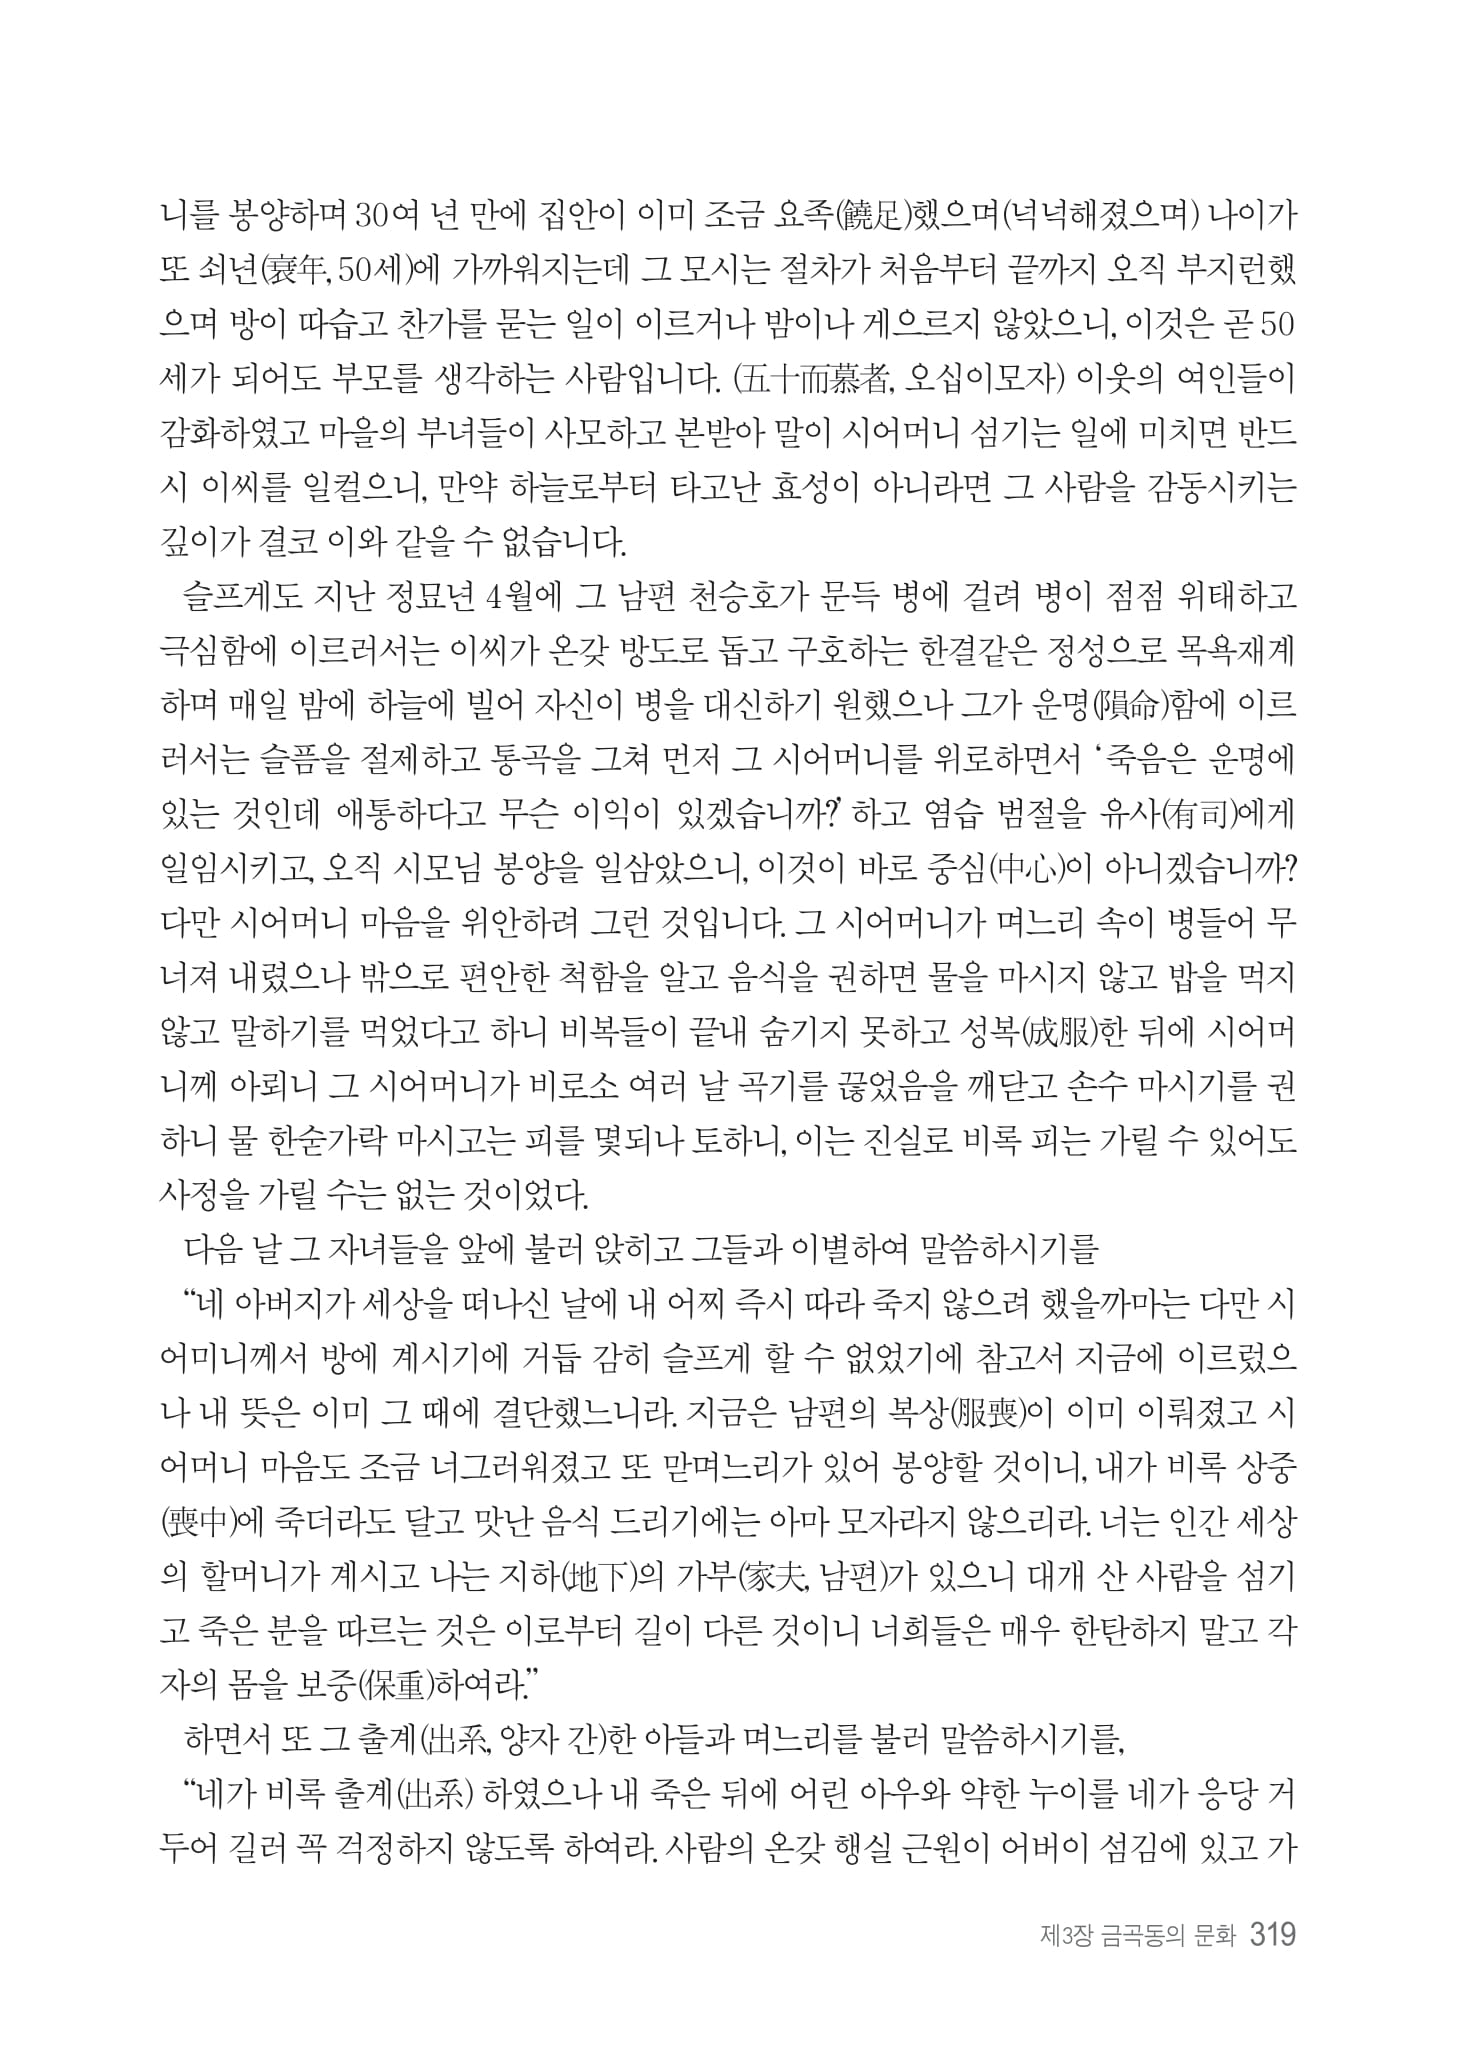 니를 봉양하며 30여 년 만에 집안이 이미 조금 요족(饒足)했으며(넉넉해졌으며) 나이가
또 쇠년(衰年, 50세)에 가까워지는데 그 모시는 절차가 처음부터 끝까지 오직 부지런했
으며 방이 따습고 찬가를 묻는 일이 이르거나 밤이나 게으르지 않았으니, 이것은 곧 50
세가 되어도 부모를 생각하는 사람입니다. (五十而慕者, 오십이모자) 이웃의 여인들이
감화하였고 마을의 부녀들이 사모하고 본받아 말이 시어머니 섬기는 일에 미치면 반드
시 이씨를 일컬으니, 만약 하늘로부터 타고난 효성이 아니라면 그 사람을 감동시키는
깊이가 결코 이와 같을 수 없습니다.
슬프게도 지난 정묘년 4월에 그 남편 천승호가 문득 병에 걸려 병이 점점 위태하고
극심함에 이르러서는 이씨가 온갖 방도로 돕고 구호하는 한결같은 정성으로 목욕재계
하며 매일 밤에 하늘에 빌어 자신이 병을 대신하기 원했으나 그가 운명(隕命)함에 이르
러서는 슬픔을 절제하고 통곡을 그쳐 먼저 그 시어머니를 위로하면서 ‘죽음은 운명에
있는 것인데 애통하다고 무슨 이익이 있겠습니까?’ 하고 염습 범절을 유사(有司)에게
일임시키고, 오직 시모님 봉양을 일삼았으니, 이것이 바로 중심(中心)이 아니겠습니까?
다만 시어머니 마음을 위안하려 그런 것입니다. 그 시어머니가 며느리 속이 병들어 무
너져 내렸으나 밖으로 편안한 척함을 알고 음식을 권하면 물을 마시지 않고 밥을 먹지
않고 말하기를 먹었다고 하니 비복들이 끝내 숨기지 못하고 성복(成服)한 뒤에 시어머
니께 아뢰니 그 시어머니가 비로소 여러 날 곡기를 끊었음을 깨닫고 손수 마시기를 권
하니 물 한숟가락 마시고는 피를 몇되나 토하니, 이는 진실로 비록 피는 가릴 수 있어도
사정을 가릴 수는 없는 것이었다.
다음 날 그 자녀들을 앞에 불러 앉히고 그들과 이별하여 말씀하시기를
“네 아버지가 세상을 떠나신 날에 내 어찌 즉시 따라 죽지 않으려 했을까마는 다만 시
어미니께서 방에 계시기에 거듭 감히 슬프게 할 수 없었기에 참고서 지금에 이르렀으
나 내 뜻은 이미 그 때에 결단했느니라. 지금은 남편의 복상(服喪)이 이미 이뤄졌고 시
어머니 마음도 조금 너그러워졌고 또 맏며느리가 있어 봉양할 것이니, 내가 비록 상중
(喪中)에 죽더라도 달고 맛난 음식 드리기에는 아마 모자라지 않으리라. 너는 인간 세상
의 할머니가 계시고 나는 지하(地下)의 가부(家夫, 남편)가 있으니 대개 산 사람을 섬기
고 죽은 분을 따르는 것은 이로부터 길이 다른 것이니 너희들은 매우 한탄하지 말고 각
자의 몸을 보중(保重)하여라.”
하면서 또 그 출계(出系, 양자 간)한 아들과 며느리를 불러 말씀하시기를,
“네가 비록 출계(出系) 하였으나 내 죽은 뒤에 어린 아우와 약한 누이를 네가 응당 거
두어 길러 꼭 걱정하지 않도록 하여라. 사람의 온갖 행실 근원이 어버이 섬김에 있고 가
제3장 금곡동의 문화 319